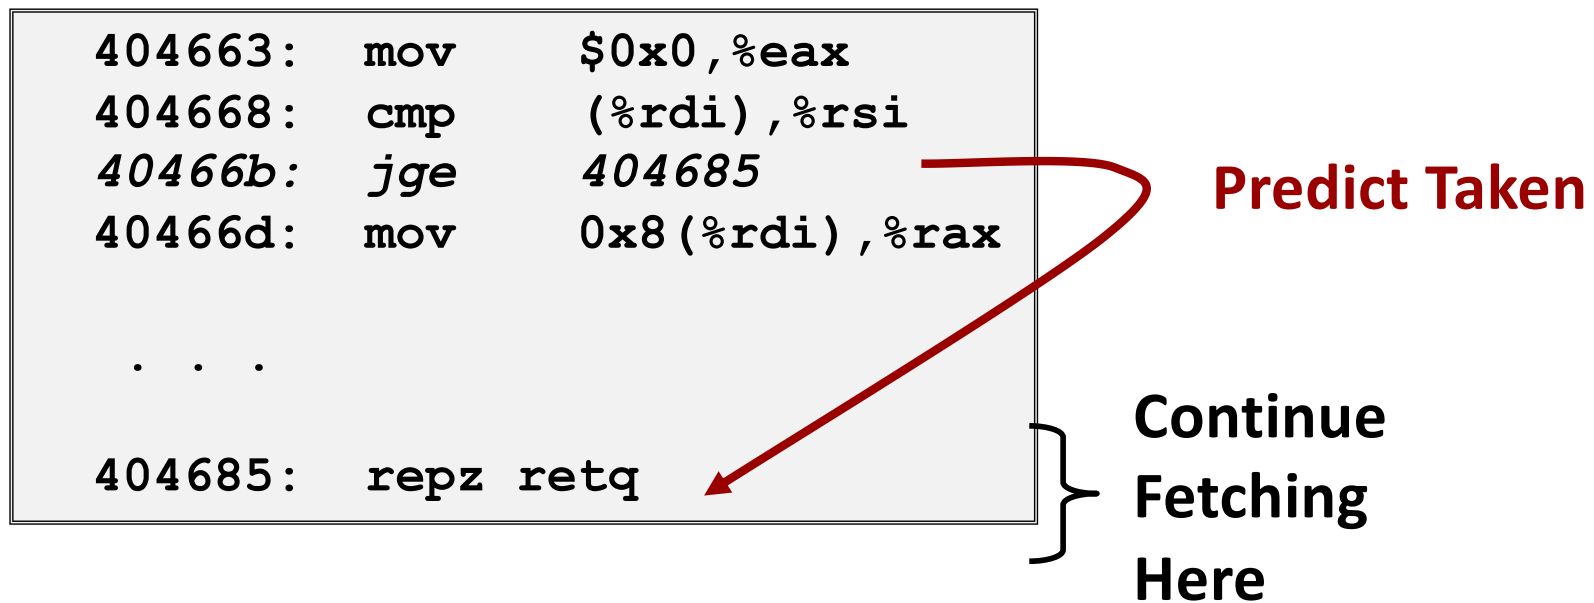 404663: mov $0x0,%eax
404668: cmp (%rdi),%rsi
40466b: jge 404685
Predict Taken
40466d: mov 0x8(%rdi),%rax
. . .
404685: repz retq
Continue
Fetching
Here